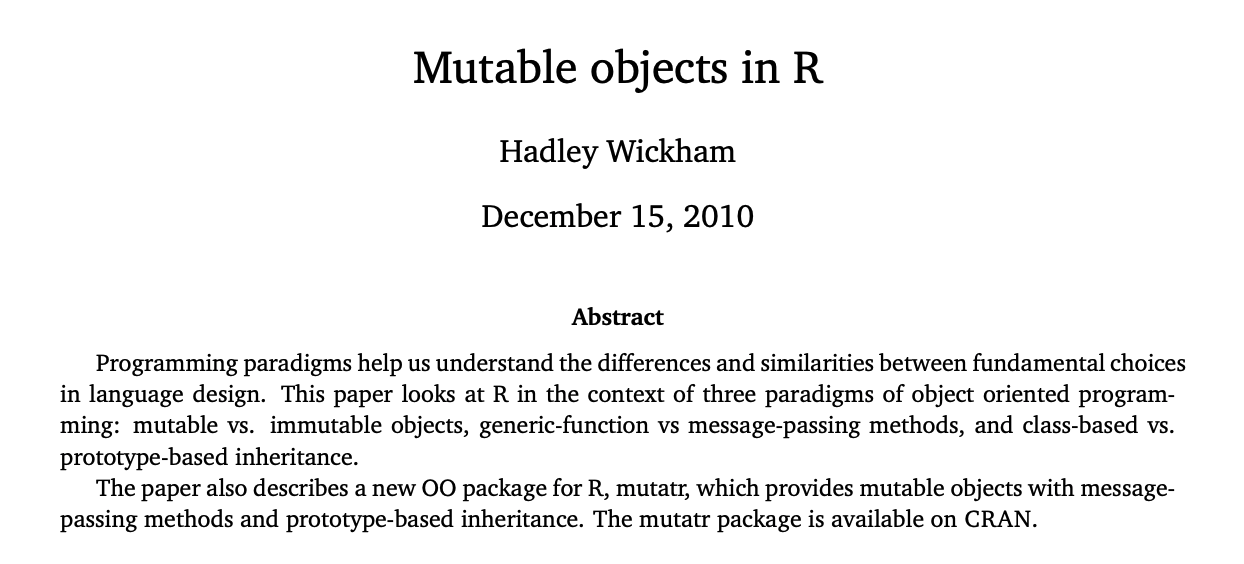 Mutable objects in R
Hadley Wickham
December 15, 2010
Abstract
Programming paradigms help us understand the differences and similarities between fundamental choices
in language design. This paper looks at R in the context of three paradigms of object oriented program-
ming: mutable vs. immutable objects, generic-function vs message-passing methods, and class-based vs.
prototype-based inheritance.
The paper also describes a new OO package for R, mutatr, which provides mutable objects with message-
passing methods and prototype-based inheritance. The mutatr package is available on CRAN.